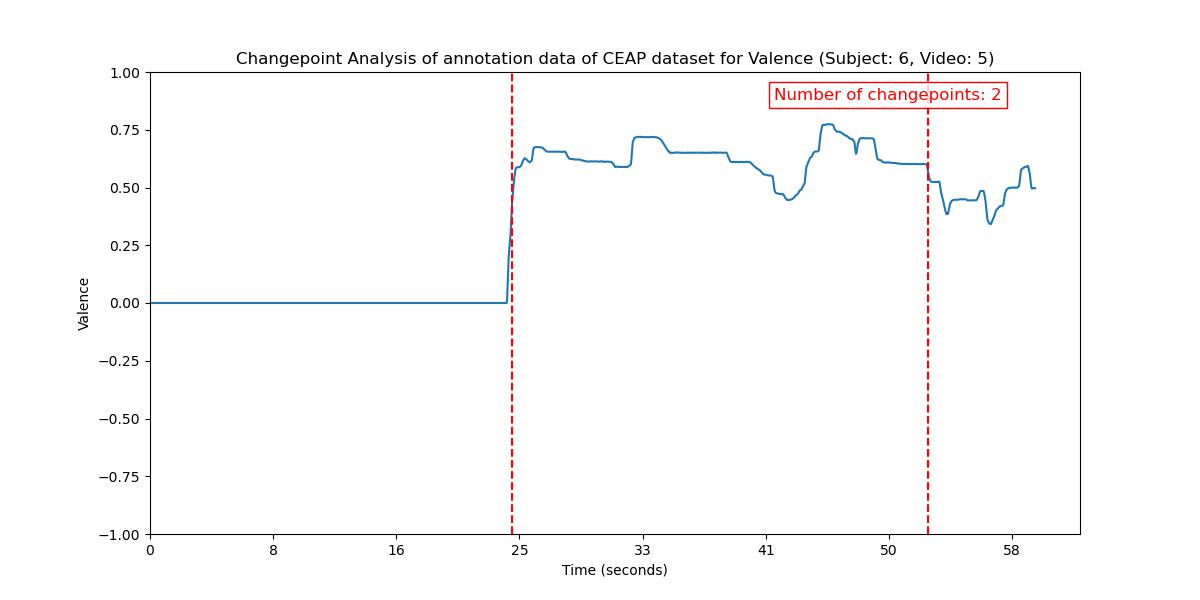 Changepoint Analysis of annotation data of CEAP dataset for Valence (Subject: 6, Video: 5)
Number of changepoints: 2
1.00
0.75
0.50
0.25
0.00
−0.25
−0.50
−0.75
−1.00
Valence
0 8 16 25 33 41 50 58
Time (seconds)